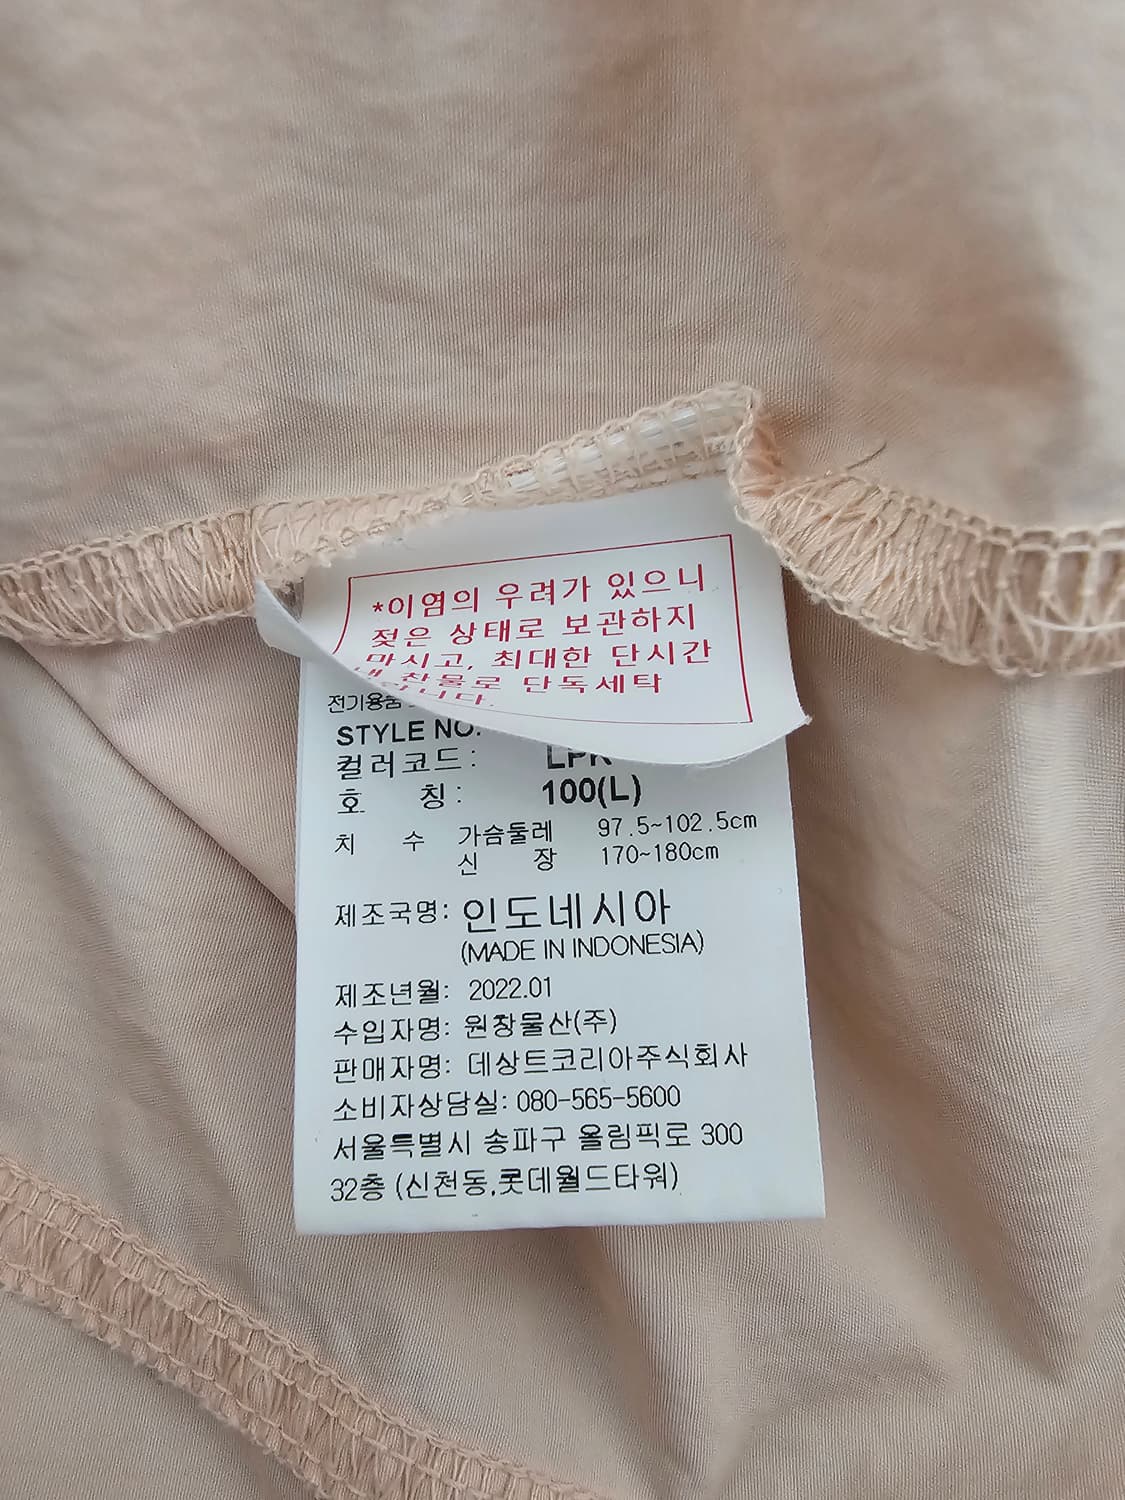 *이염의 우려가 있으니
젖은 상태로 보관하지
마시고, 최대한 단시간
내 찬물로 단독세탁
STYLE NO.
컬러코드:
호 칭: 100(L)
치 수 가슴둘레 97.5~102.5cm
신 장 170~180cm
제조국명: 인도네시아
(MADE IN INDONESIA)
제조년월: 2022.01
수입자명: 원창물산(주)
판매자명: 데상트코리아주식회사
소비자상담실: 080-565-5600
서울특별시 송파구 올림픽로 300
32층 (신천동,롯데월드타워)